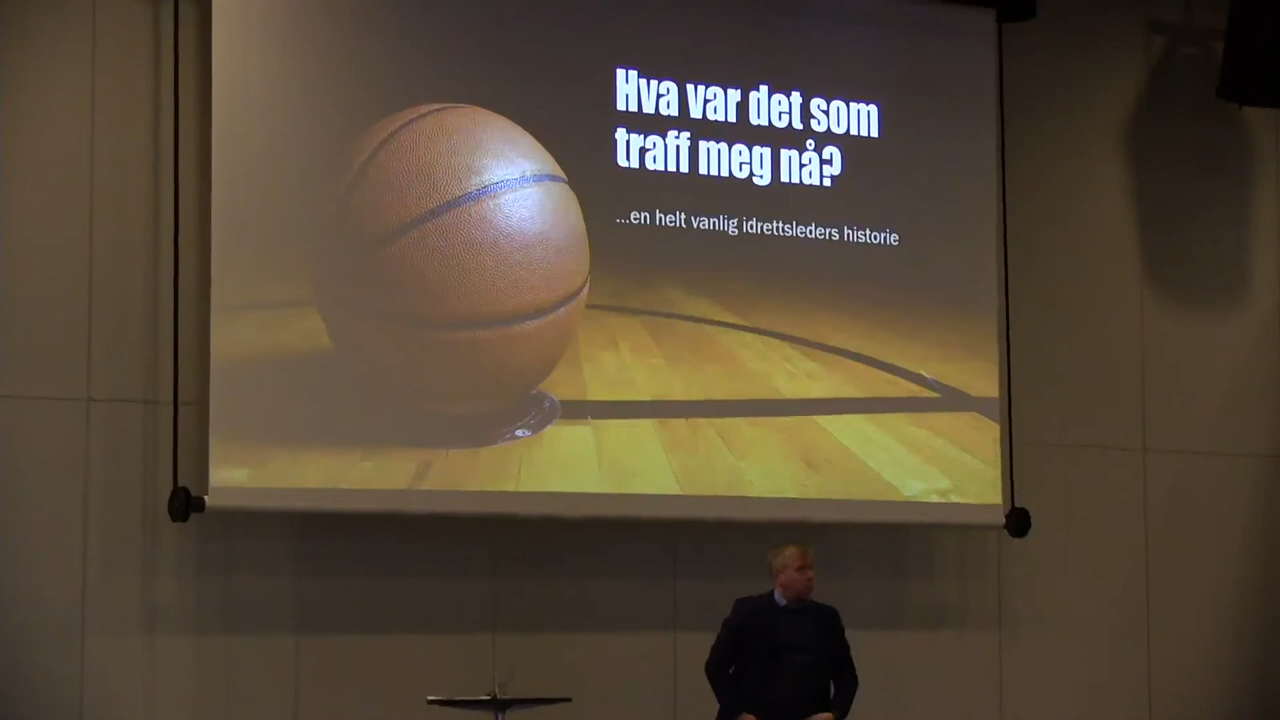 Hva var det som
traff meg nå?
...en helt vanlig idrettsleders historie